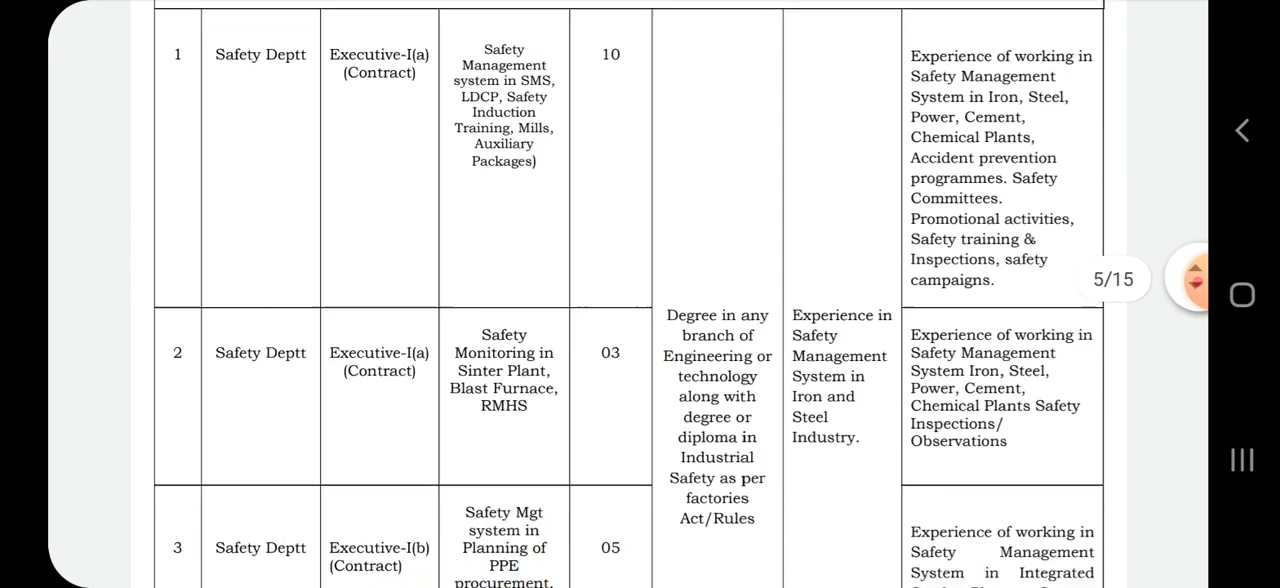 1
Safety Deptt
Executive-I(a)
(Contract)
Safety
Management
system in SMS,
LDCP, Safety
Induction
Training, Mills,
Auxiliary
Packages)
10
Experience of working in
Safety Management
System in Iron, Steel,
Power, Cement,
Chemical Plants,
Accident prevention
programmes. Safety
Committees.
Promotional activities,
Safety training &
Inspections, safety
campaigns.
5/15
2
Safety Deptt
Executive-I(a)
(Contract)
Safety
Monitoring in
Sinter Plant,
Blast Furnace,
RMHS
03
Degree in any
branch of
Engineering or
technology
along with
degree or
diploma in
Industrial
Safety as per
factories
Act/Rules
Experience in
Safety
Management
System in
Iron and
Steel
Industry.
Experience of working in
Safety Management
System Iron, Steel,
Power, Cement,
Chemical Plants Safety
Inspections/
Observations
3
Safety Deptt
Executive-I(b)
(Contract)
Safety Mgt
system in
Planning of
PPE
procurement,
05
Experience of working in
Safety Management
System in Integrated